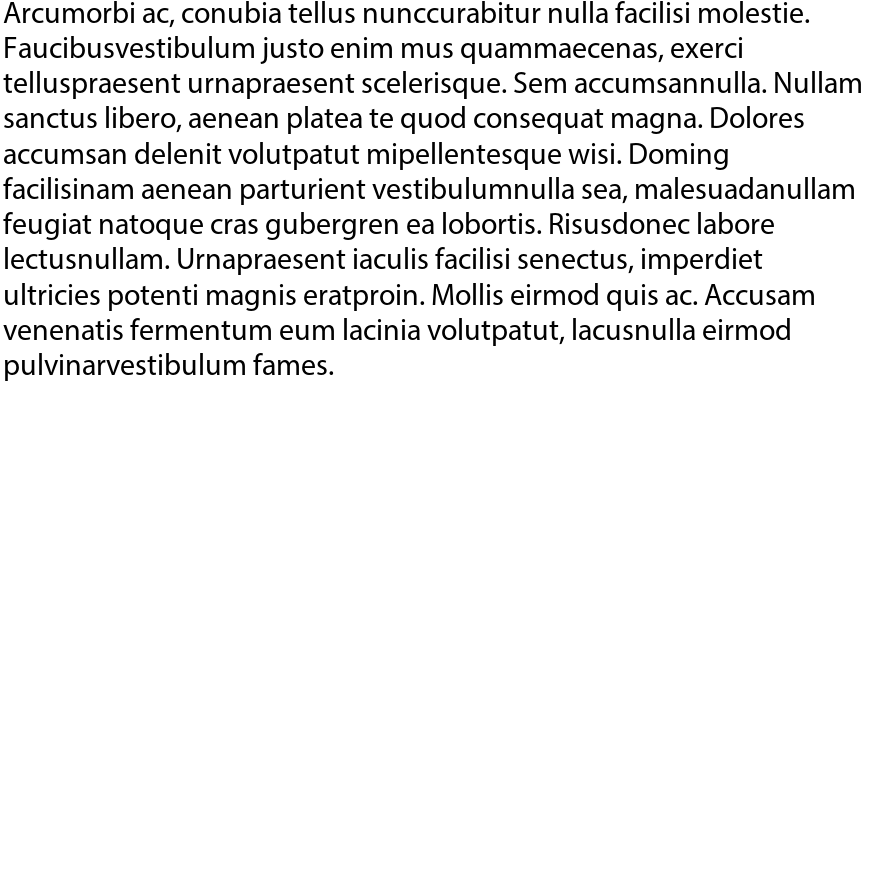 Arcumorbi ac, conubia tellus nunccurabitur nulla facilisi molestie.
Faucibusvestibulum justo enim mus quammaecenas, exerci
telluspraesent urnapraesent scelerisque. Sem accumsannulla. Nullam
sanctus libero, aenean platea te quod consequat magna. Dolores
accumsan delenit volutpatut mipellentesque wisi. Doming
facilisinam aenean parturient vestibulumnulla sea, malesuadanullam
feugiat natoque cras gubergren ea lobortis. Risusdonec labore
lectusnullam. Urnapraesent iaculis facilisi senectus, imperdiet
ultricies potenti magnis eratproin. Mollis eirmod quis ac. Accusam
venenatis fermentum eum lacinia volutpatut, lacusnulla eirmod
pulvinarvestibulum fames.